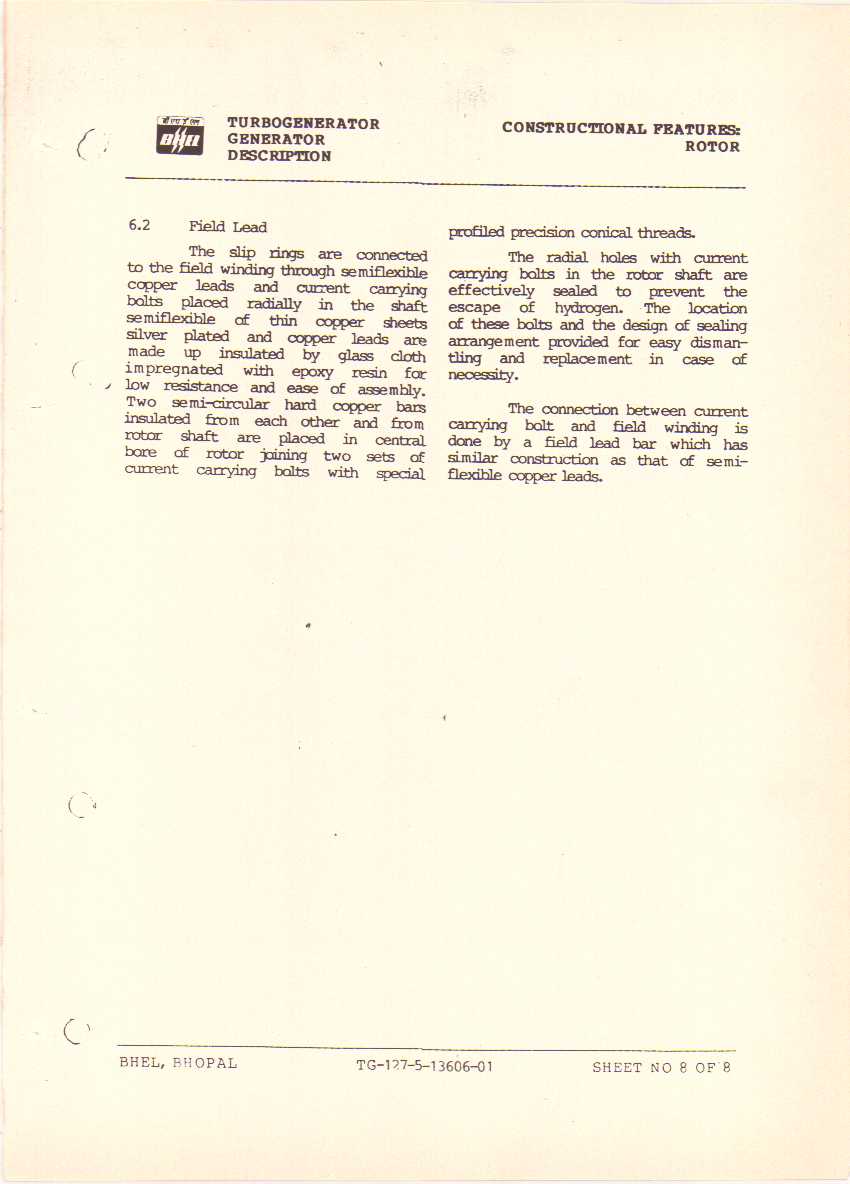 बी एच ई एल
BHEL
TURBOGENERATOR
GENERATOR
DESCRIPTION
CONSTRUCTIONAL FEATURES:
ROTOR
6.2 Field Lead
The slip rings are connected
to the field winding through semiflexible
copper leads and current carrying
bolts placed radially in the shaft
semiflexible of thin copper sheets
silver plated and copper leads are
made up insulated by glass cloth
impregnated with epoxy resin for
low resistance and ease of assembly.
Two semi-circular hard copper bars
insulated from each other and from
rotor shaft are placed in central
bore of rotor joining two sets of
current carrying bolts with special
profiled precision conical threads.
The radial holes with current
carrying bolts in the rotor shaft are
effectively sealed to prevent the
escape of hydrogen. The location
of these bolts and the design of sealing
arrangement provided for easy disman-
tling and replacement in case of
necessity.
The connection between current
carrying bolt and field winding is
done by a field lead bar which has
similar construction as that of semi-
flexible copper leads.
BHEL, BHOPAL
TG-127-5-13606-01
SHEET NO 8 OF 8